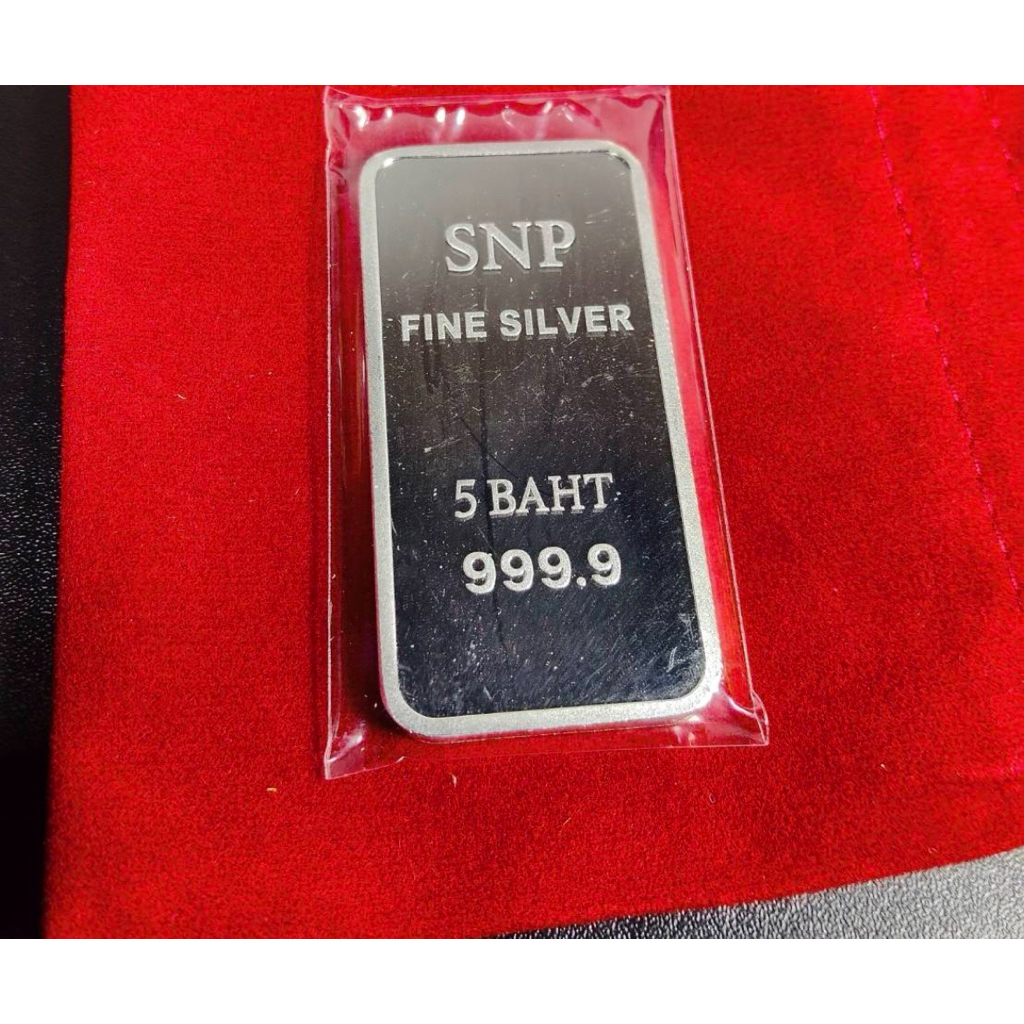 SNP
FINE SILVER
5 BAHT
999.9